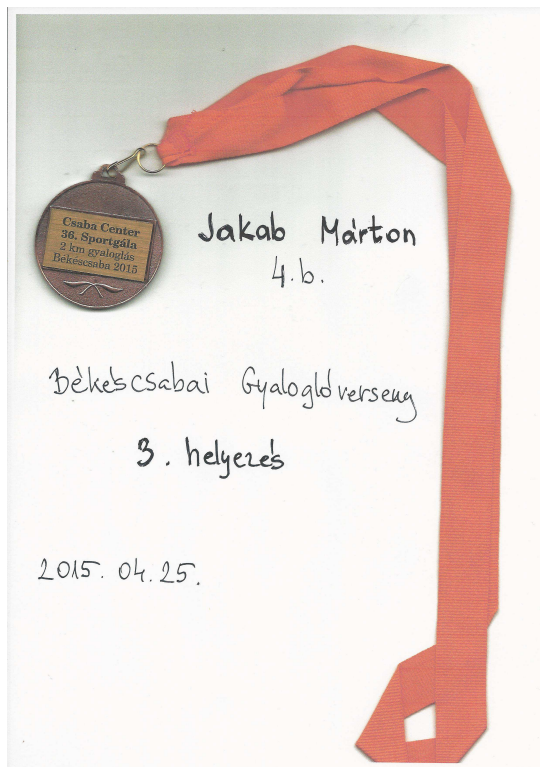 Csaba Center
36. Sportgála
2 km gyaloglás
Békéscsaba 2015
Jakab Márton
4.b.
Békéscsabai Gyaloglóverseny
3. helyezés
2015. 04.25.